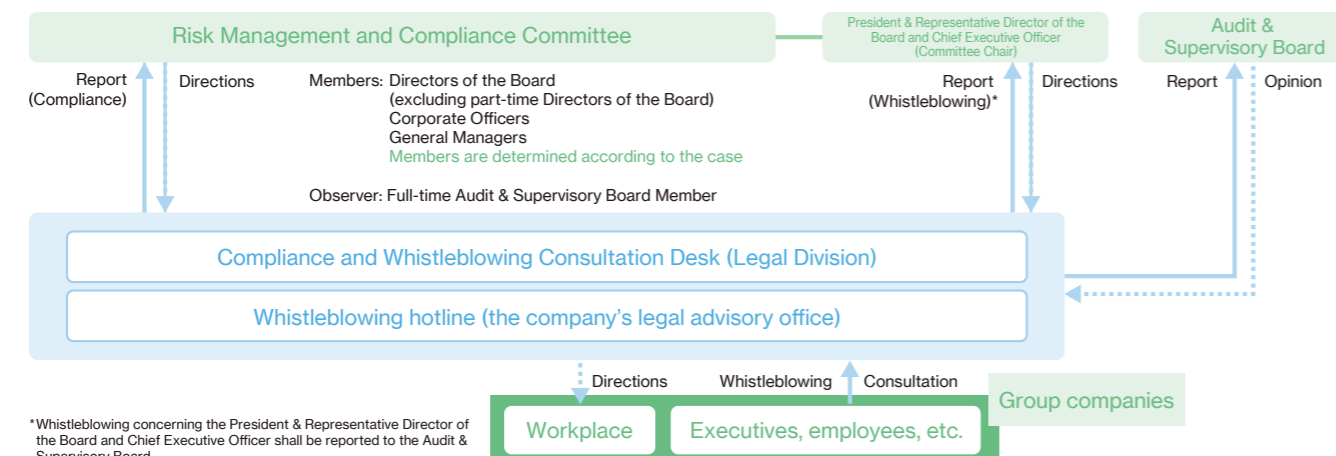 Risk Management and Compliance Committee
President & Representative Director of the
Board and Chief Executive Officer
(Committee Chair)
Audit &
Supervisory Board
Report
(Compliance)
Directions
Members: Directors of the Board
(excluding part-time Directors of the Board)
Corporate Officers
General Managers
Members are determined according to the case
Observer: Full-time Audit & Supervisory Board Member
Report
(Whistleblowing)*
Directions
Report
Opinion
Compliance and Whistleblowing Consultation Desk (Legal Division)
Whistleblowing hotline (the company's legal advisory office)
Directions
Whistleblowing
Consultation
Group companies
Workplace
Executives, employees, etc.
*Whistleblowing concerning the President & Representative Director of
the Board and Chief Executive Officer shall be reported to the Audit &
Supervisory Board